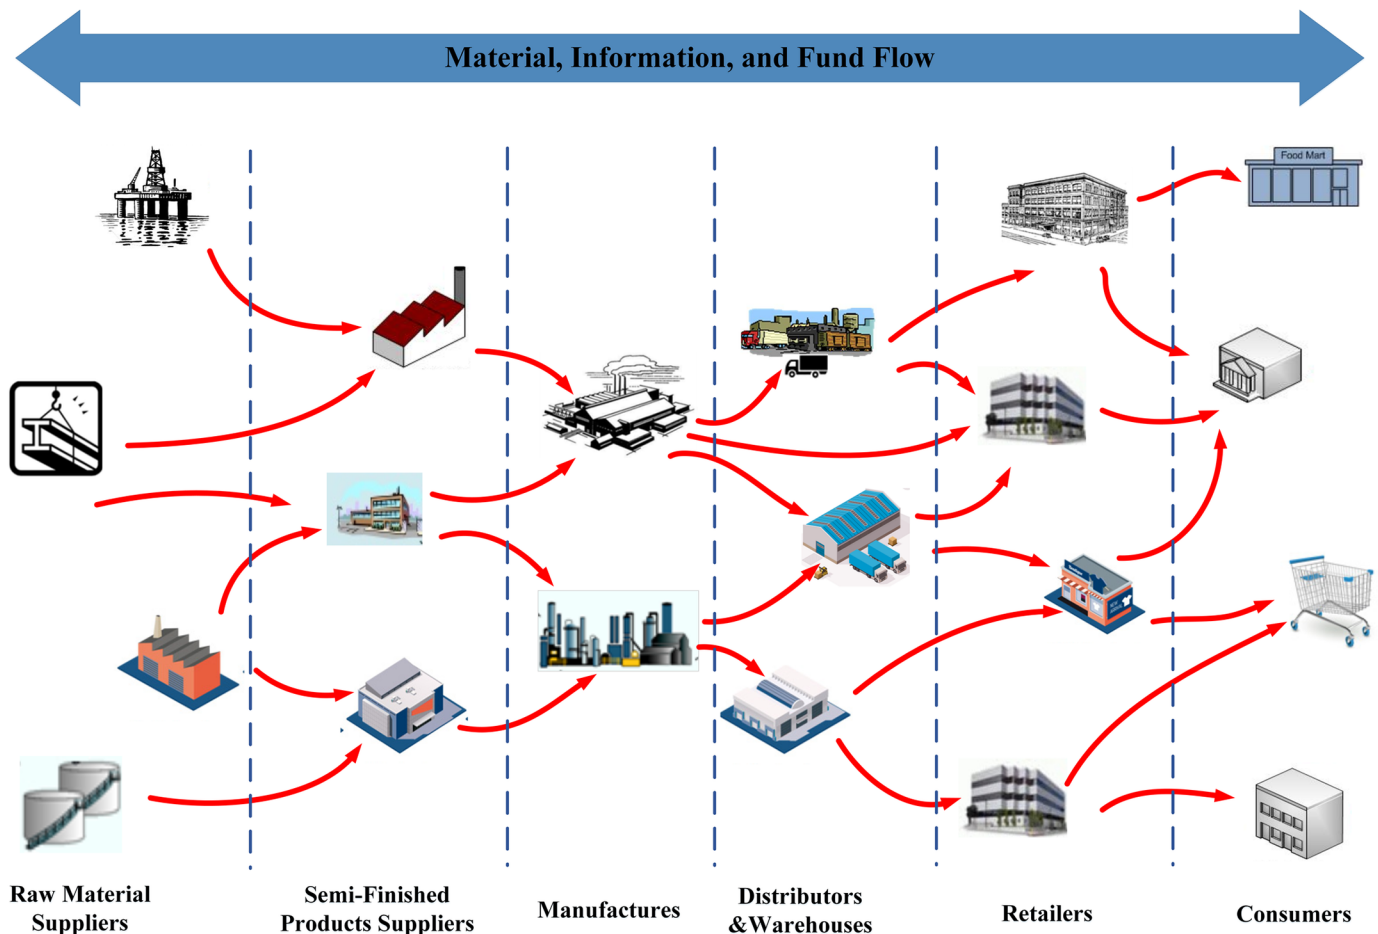 Material, Information, and Fund Flow
Food Mart
Raw Material
Suppliers
Semi-Finished
Products Suppliers
Manufactures
Distributors
&Warehouses
Retailers
Consumers